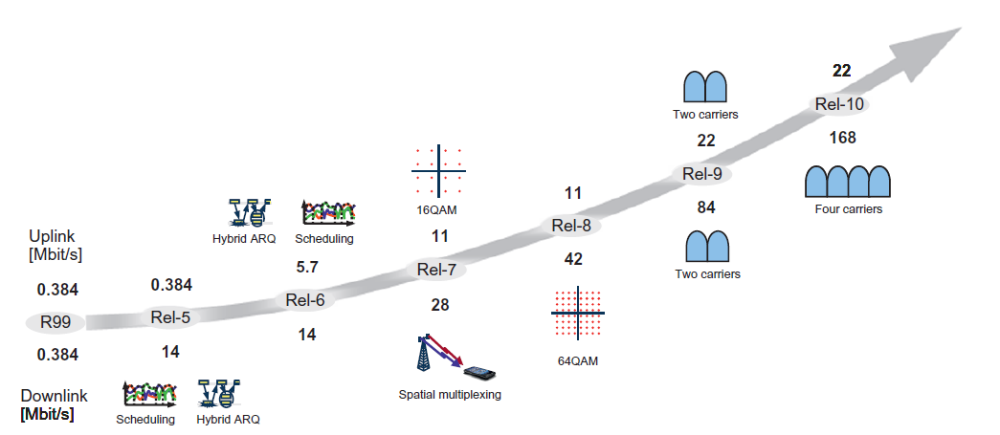 22
Rel-10
168
Four carriers
Two carriers
22
Rel-9
84
Two carriers
11
Rel-8
42
64QAM
16QAM
11
Rel-7
28
Spatial multiplexing
Hybrid ARQ
Scheduling
5.7
Rel-6
14
Uplink
[Mbit/s]
0.384
R99
0.384
0.384
Rel-5
14
Downlink
[Mbit/s]
Scheduling
Hybrid ARQ